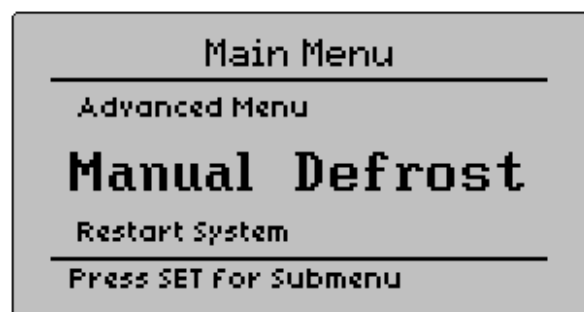 Main Menu
Advanced Menu
Manual Defrost
Restart System
Press SET for Submenu